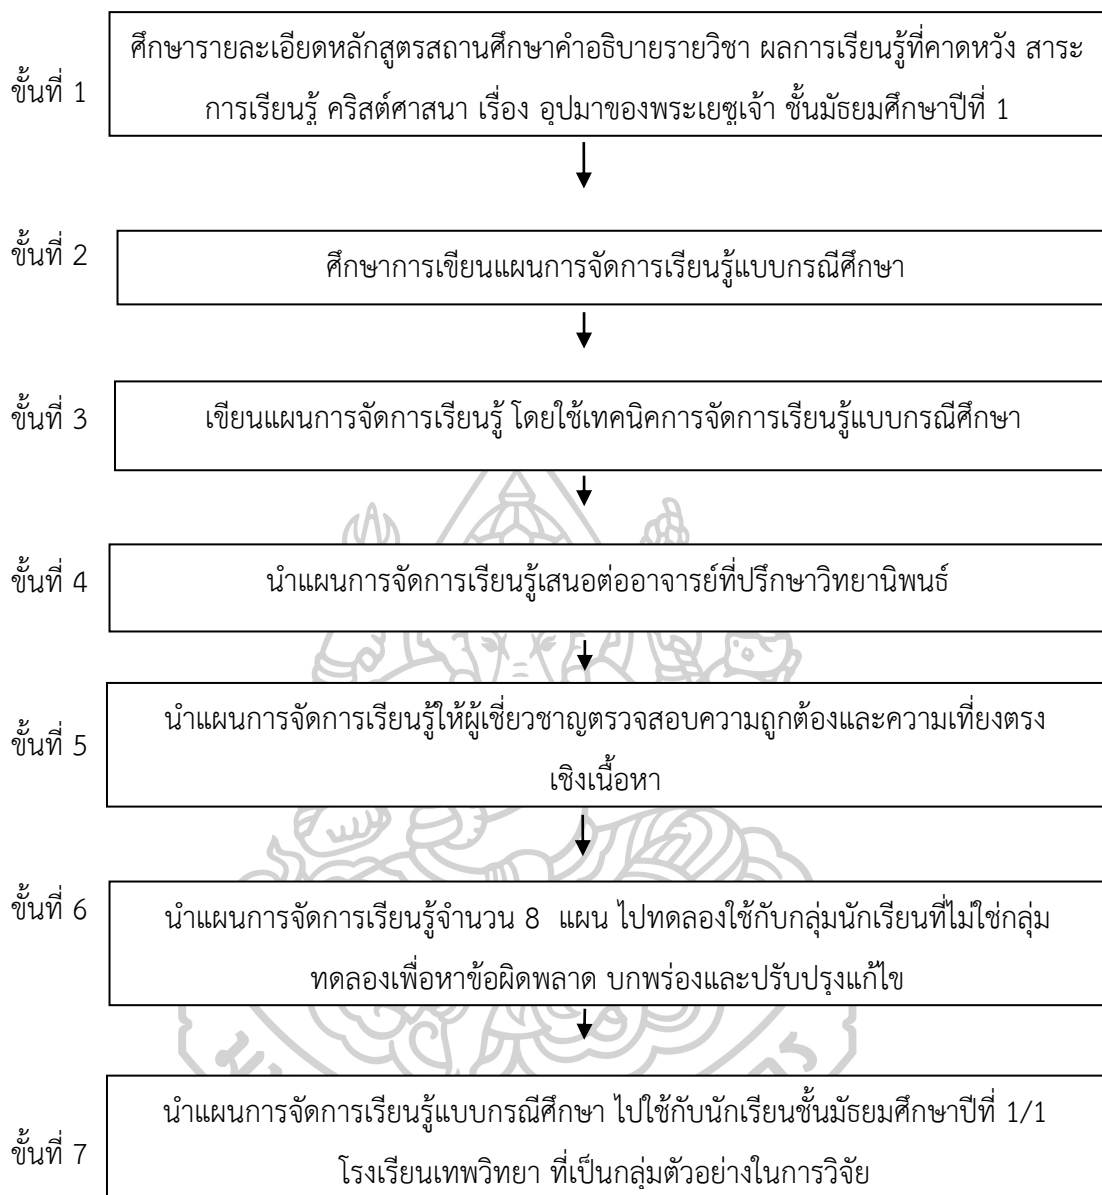 ศึกษารายละเอียดหลักสูตรสถานศึกษาคำอธิบายรายวิชา ผลการเรียนรู้ที่คาดหวัง สาระ
ขั้นที่ 1
การเรียนรู้ คริสต์ศาสนา เรื่อง อุปมาของพระเยซูเจ้า ชั้นมัธยมศึกษาปีที่ 1
ขั้นที่ 2
ศึกษาการเขียนแผนการจัดการเรียนรู้แบบกรณีศึกษา
ขั้นที่ 3
เขียนแผนการจัดการเรียนรู้ โดยใช้เทคนิคการจัดการเรียนรู้แบบกรณีศึกษา
ขั้นที่ 4
นำแผนการจัดการเรียนรู้เสนอต่ออาจารย์ที่ปรึกษาวิทยานิพนธ์
นำแผนการจัดการเรียนรู้ให้ผู้เชี่ยวชาญตรวจสอบความถูกต้องและความเที่ยงตรง
ขั้นที่ 5
เชิงเนื้อหา
ขั้นที่ 6
นำแผนการจัดการเรียนรู้จำนวน 8 แผน ไปทดลองใช้กับกลุ่มนักเรียนที่ไม่ใช่กลุ่ม
ทดลองเพื่อหาข้อผิดพลาด บกพร่องและปรับปรุงแก้ไข
นำแผนการจัดการเรียนรู้แบบกรณีศึกษา ไปใช้กับนักเรียนชั้นมัธยมศึกษาปีที่ 1/1
ขั้นที่ 7
โรงเรียนเทพวิทยา ที่เป็นกลุ่มตัวอย่างในการวิจัย